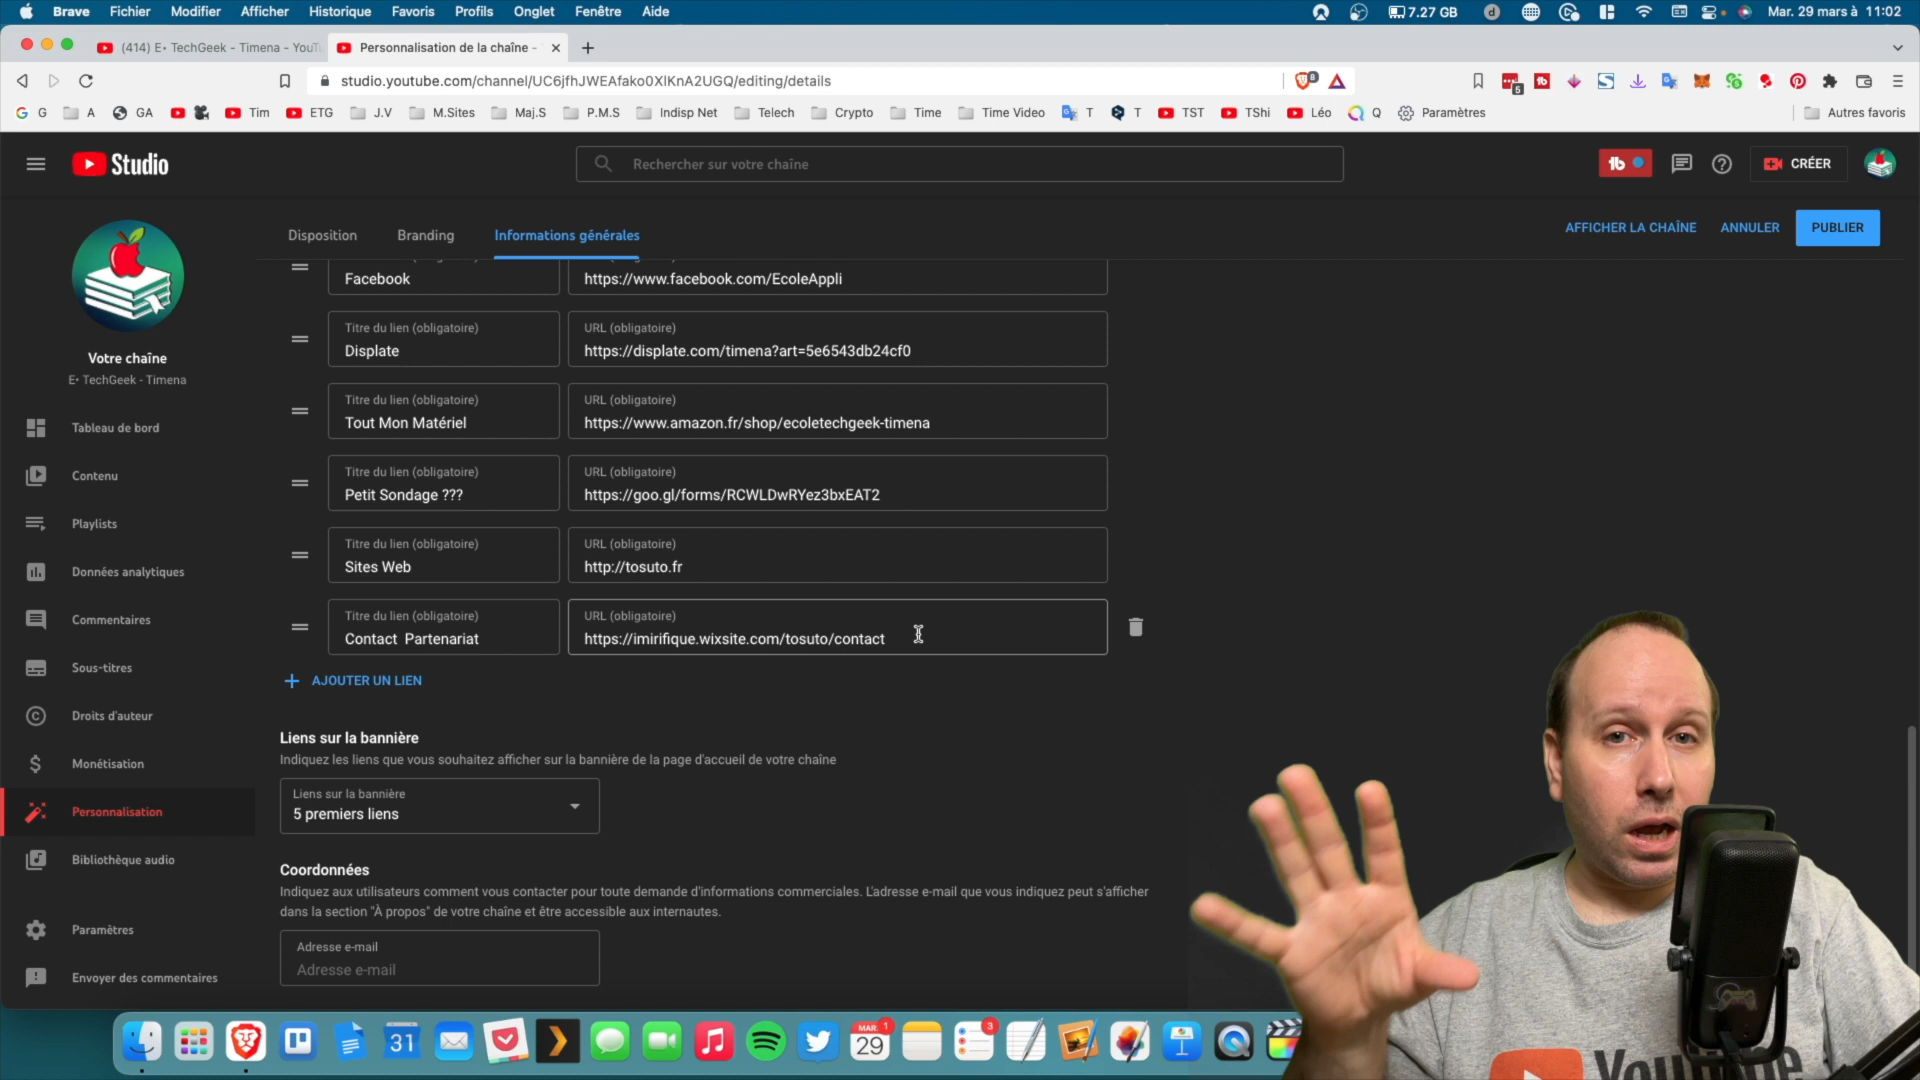 Brave Fichier Modifier Afficher Historique Favoris Profils Onglet Fenêtre Aide 7.27 GB Mar. 29 mars à 11:02
(414) E• TechGeek - Timena - YouTu
Personnalisation de la chaîne -
studio.youtube.com/channel/UC6jfhJWEAfako0XlKnA2UGQ/editing/details
G A GA Tim ETG J.V M.Sites Maj.S P.M.S Indisp Net Telech Crypto Time Time Video T T TST TShi Léo Q Paramètres Autres favoris
Studio
Rechercher sur votre chaîne
CRÉER
Disposition
Branding
Informations générales
AFFICHER LA CHAÎNE
ANNULER
PUBLIER
Votre chaîne
E• TechGeek - Timena
Tableau de bord
Contenu
Playlists
Données analytiques
Commentaires
Sous-titres
Droits d'auteur
Monétisation
Personnalisation
Bibliothèque audio
Paramètres
Envoyer des commentaires
Facebook
https://www.facebook.com/EcoleAppli
Titre du lien (obligatoire)
Displate
URL (obligatoire)
https://displate.com/timena?art=5e6543db24cf0
Titre du lien (obligatoire)
Tout Mon Matériel
URL (obligatoire)
https://www.amazon.fr/shop/ecoletechgeek-timena
Titre du lien (obligatoire)
Petit Sondage ???
URL (obligatoire)
https://goo.gl/forms/RCWLDwRYez3bxEAT2
Titre du lien (obligatoire)
Sites Web
URL (obligatoire)
http://tosuto.fr
Titre du lien (obligatoire)
Contact Partenariat
URL (obligatoire)
https://imirifique.wixsite.com/tosuto/contact
AJOUTER UN LIEN
Liens sur la bannière
Indiquez les liens que vous souhaitez afficher sur la bannière de la page d'accueil de votre chaîne
Liens sur la bannière
5 premiers liens
Coordonnées
Indiquez aux utilisateurs comment vous contacter pour toute demande d'informations commerciales. L'adresse e-mail que vous indiquez peut s'afficher
dans la section "À propos" de votre chaîne et être accessible aux internautes.
Adresse e-mail
Adresse e-mail
31
MAR. 1
29
3
YouTube